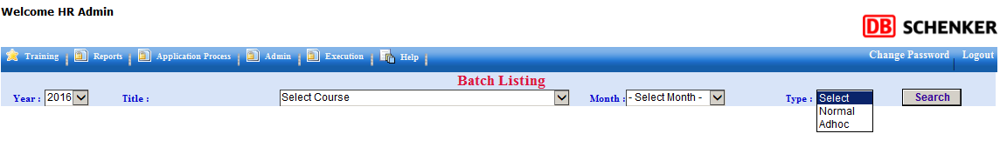 Welcome HR Admin
DB SCHENKER
Training Reports Application Process Admin Execution Help Change Password Logout
Batch Listing
Year : 2016 Title : Select Course Month : - Select Month - Type : Select Search
Normal
Adhoc